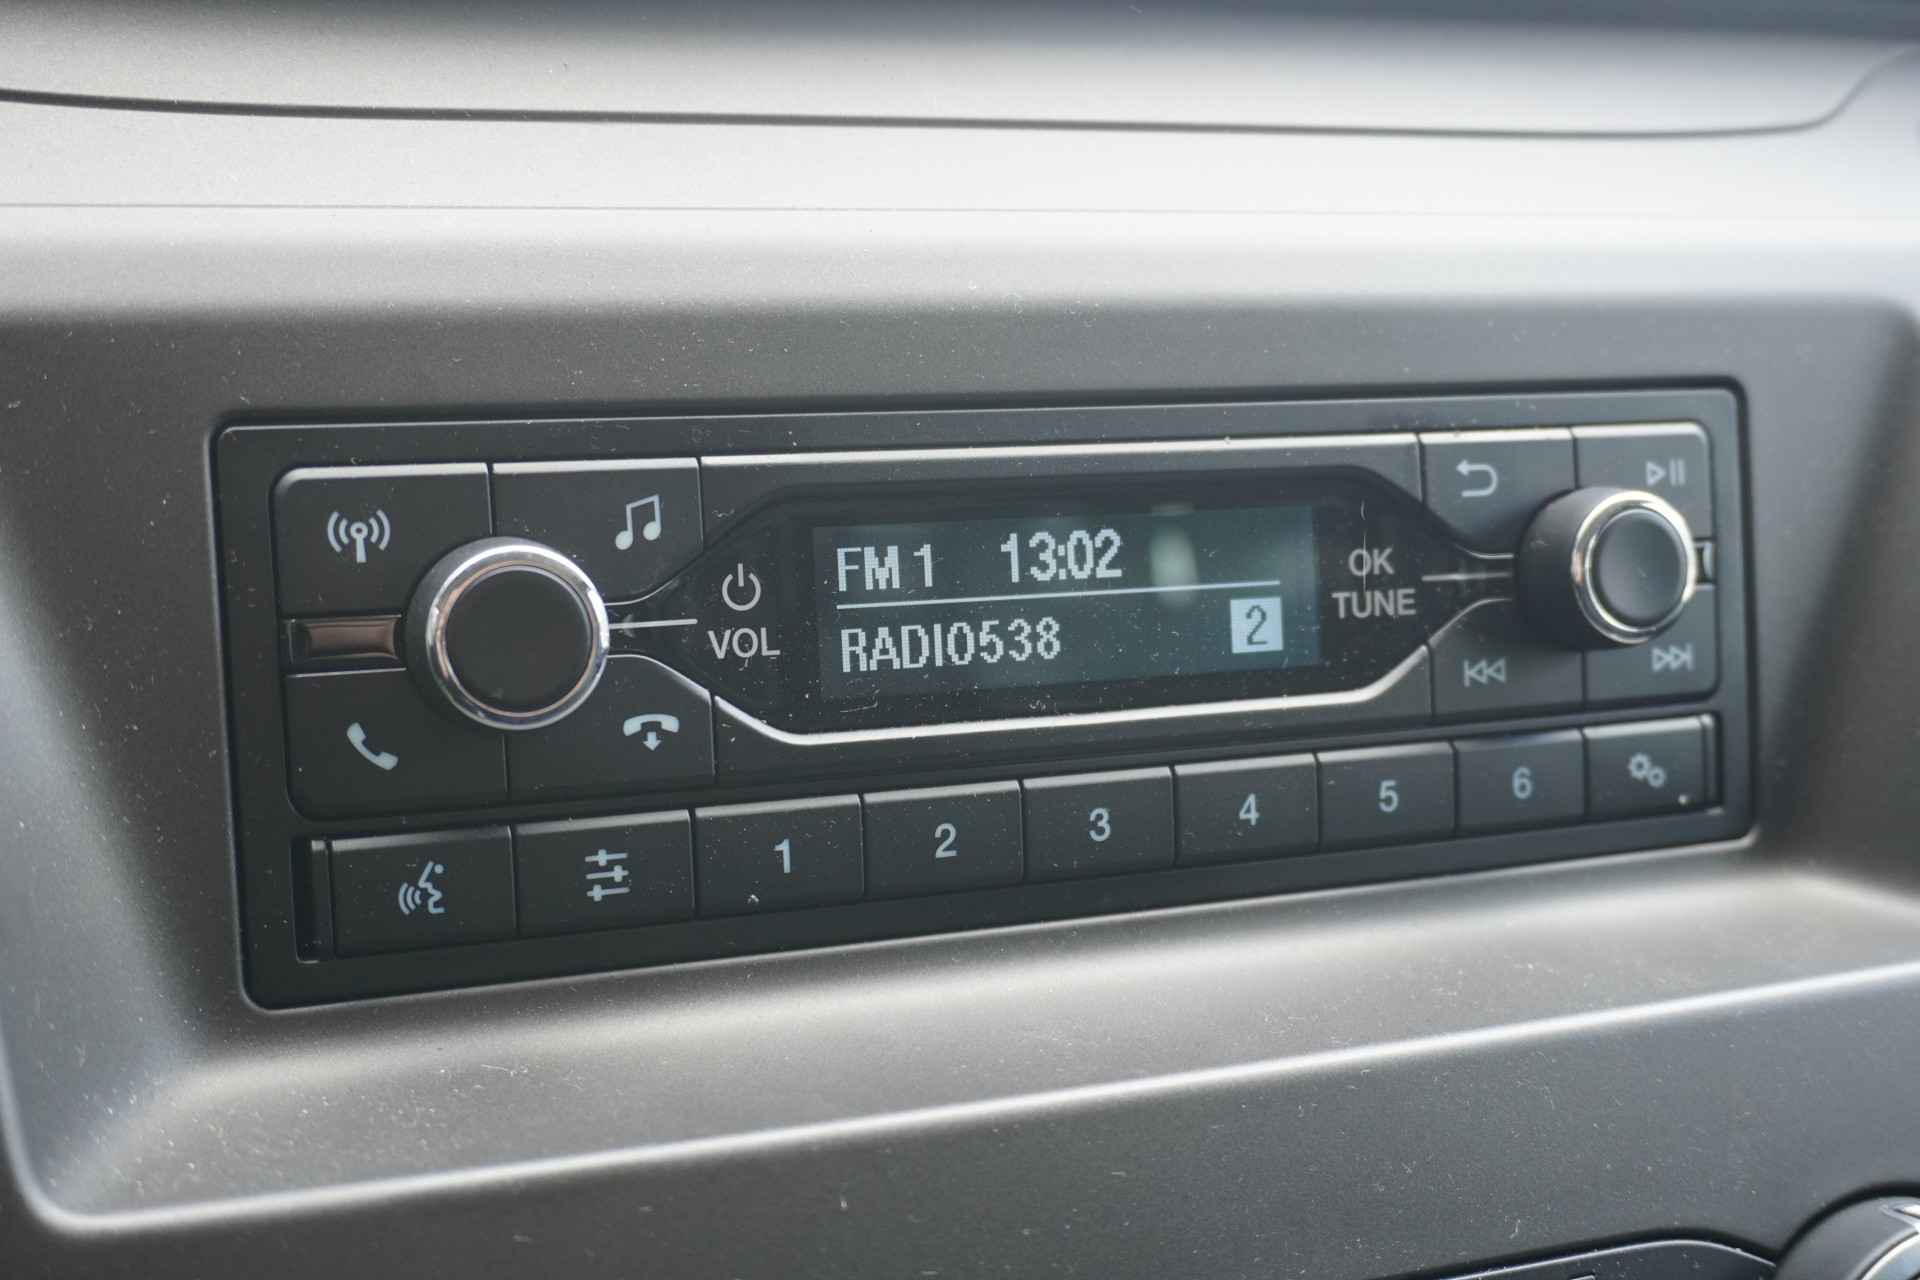 FM 1 13:02
RADIO538 2
VOL
OK
TUNE
1 2 3 4 5 6